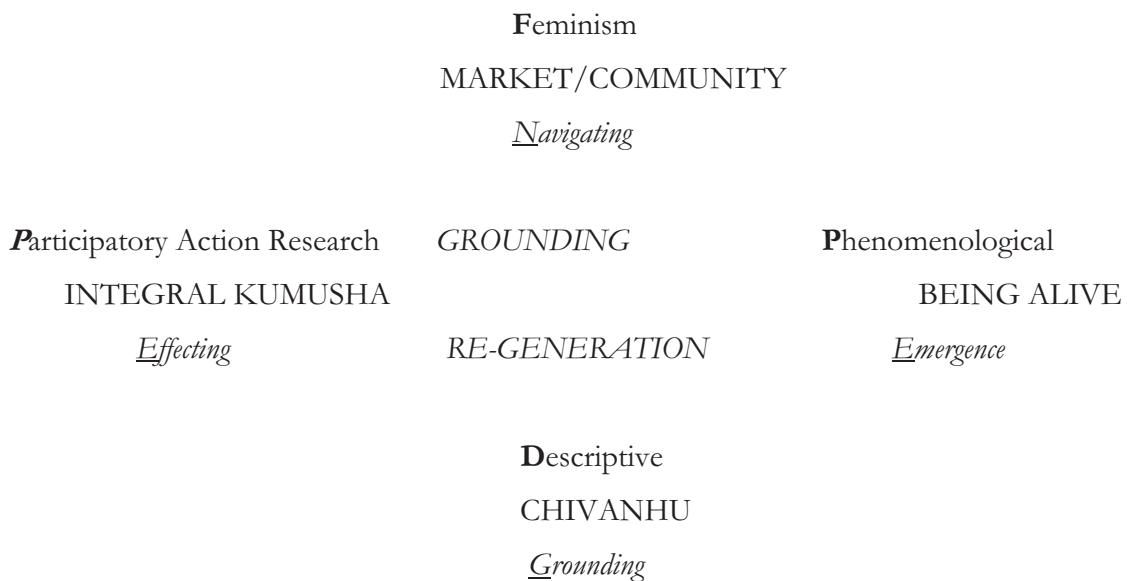 Feminism
MARKET/COMMUNITY
Navigating
Participatory Action Research GROUNDING Phenomenological
INTEGRAL KUMUSHA BEING ALIVE
Effecting RE-GENERATION Emergence
Descriptive
CHIVANHU
Grounding